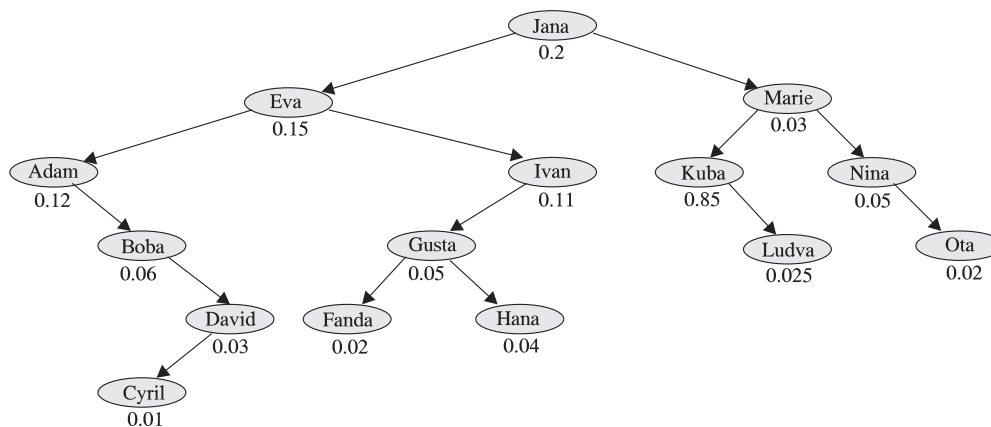 Jana
0.2
Eva
0.15
Marie
0.03
Adam
0.12
Ivan
0.11
Kuba
0.85
Nina
0.05
Boba
0.06
Gusta
0.05
Ludva
0.025
Ota
0.02
David
0.03
Fanda
0.02
Hana
0.04
Cyril
0.01